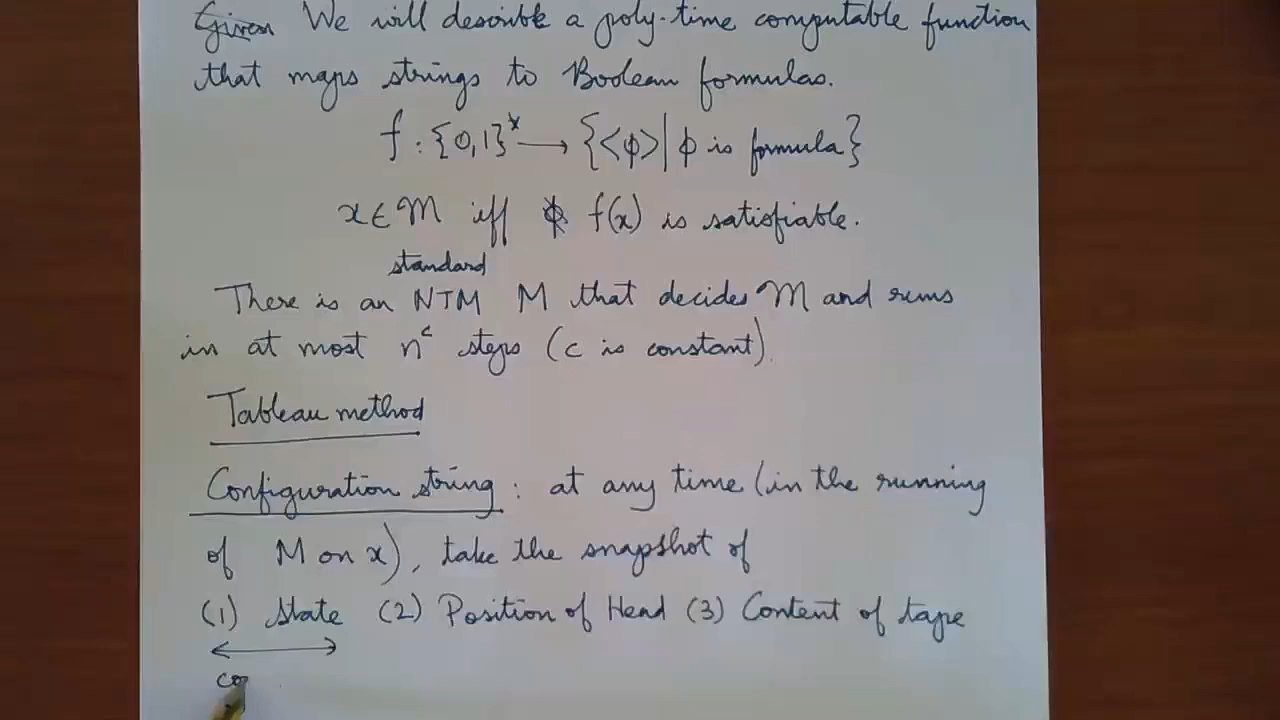 Given We will describe a poly-time computable function
that maps strings to Boolean formulas.
f : {0,1}* → {<ϕ> | ϕ is formula}
x ∈ M iff ϕ f(x) is satisfiable.
standard
There is an NTM M that decides M and runs
in at most n^c steps (c is constant).
Tableau method
Configuration string : at any time (in the running
of M on x), take the snapshot of
(1) State (2) Position of Head (3) Content of tape
co